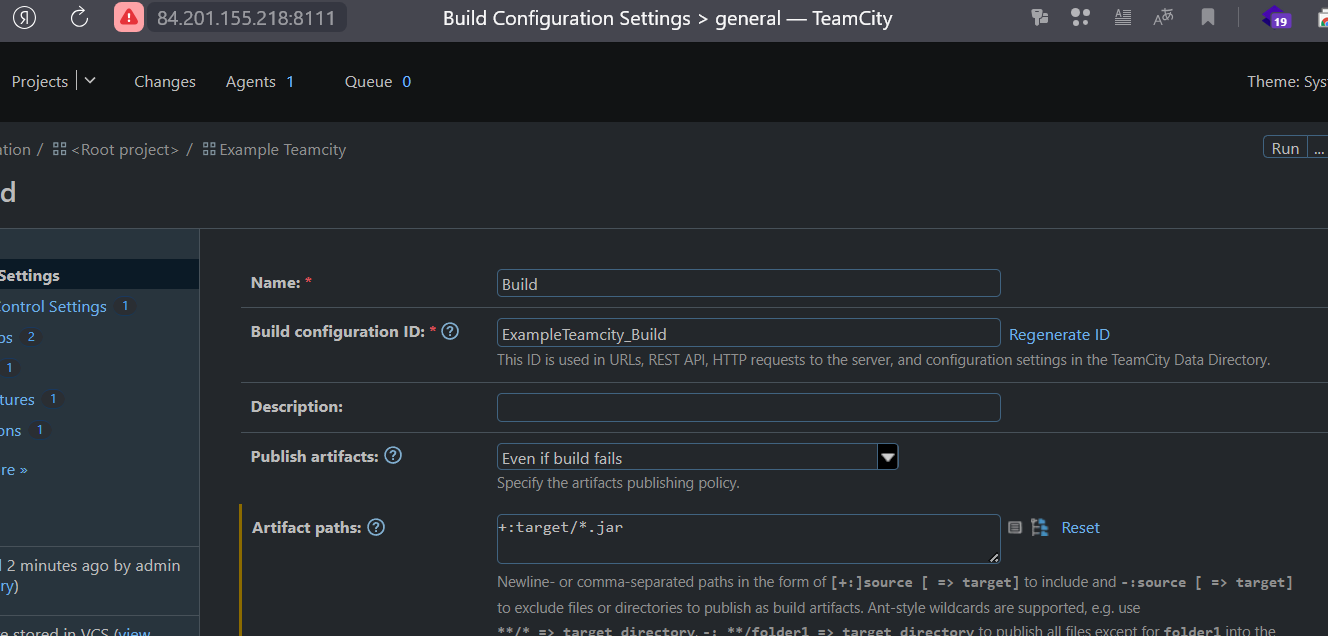 84.201.155.218:8111 Build Configuration Settings > general — TeamCity 19
Projects Changes Agents 1 Queue 0 Theme: Sys
ation / <Root project> / Example Teamcity Run ...
d
Settings
Name: * Build
ontrol Settings 1
Build configuration ID: * ? ExampleTeamcity_Build Regenerate ID
ps 2
This ID is used in URLs, REST API, HTTP requests to the server, and configuration settings in the TeamCity Data Directory.
1
tures 1
Description:
ons 1
Publish artifacts: ? Even if build fails
re »
Specify the artifacts publishing policy.
Artifact paths: ? +:target/*.jar Reset
2 minutes ago by admin
ry)
Newline- or comma-separated paths in the form of [+:]source [ => target] to include and -:source [ => target]
to exclude files or directories to publish as build artifacts. Ant-style wildcards are supported, e.g. use
e stored in VCS (view
**/* => target_directory, -: **/folder1 => target_directory to publish all files except for folder1 into the